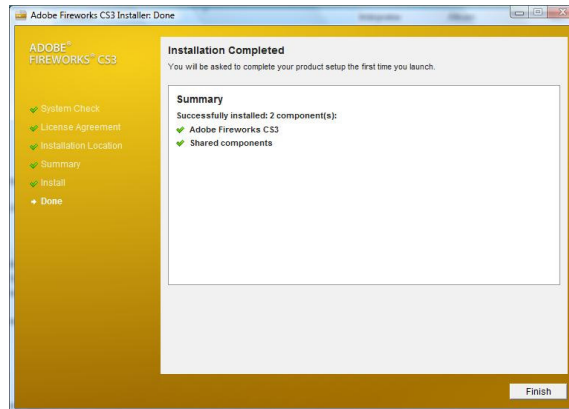 Adobe Fireworks CS3 Installer: Done
ADOBE®
FIREWORKS® CS3
System Check
License Agreement
Installation Location
Summary
Install
Done
Installation Completed
You will be asked to complete your product setup the first time you launch.
Summary
Successfully installed: 2 component(s):
Adobe Fireworks CS3
Shared components
Finish